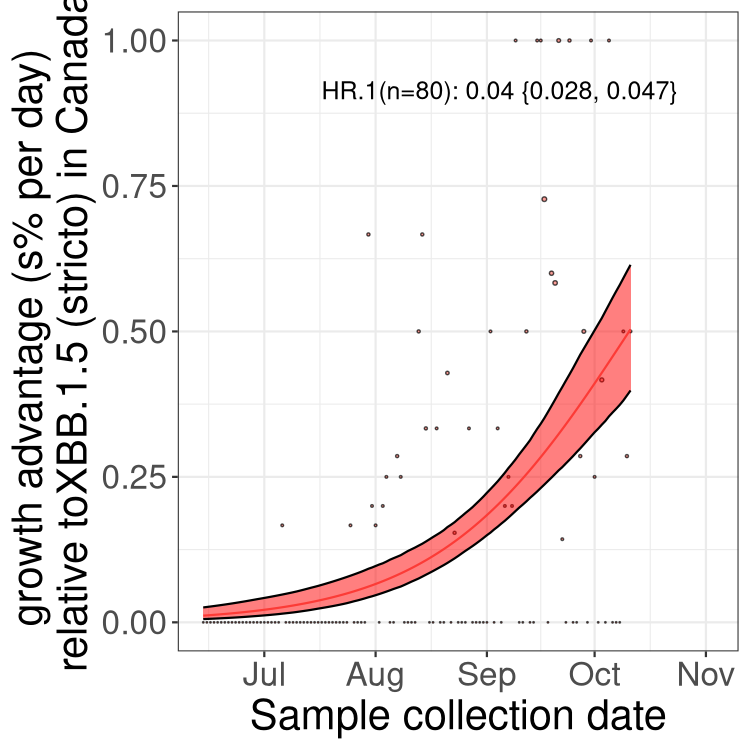 growth advantage (s% per day)
relative toXBB.1.5 (stricto) in Canada
1.00
0.75
0.50
0.25
0.00
HR.1(n=80): 0.04 {0.028, 0.047}
Jul Aug Sep Oct Nov
Sample collection date